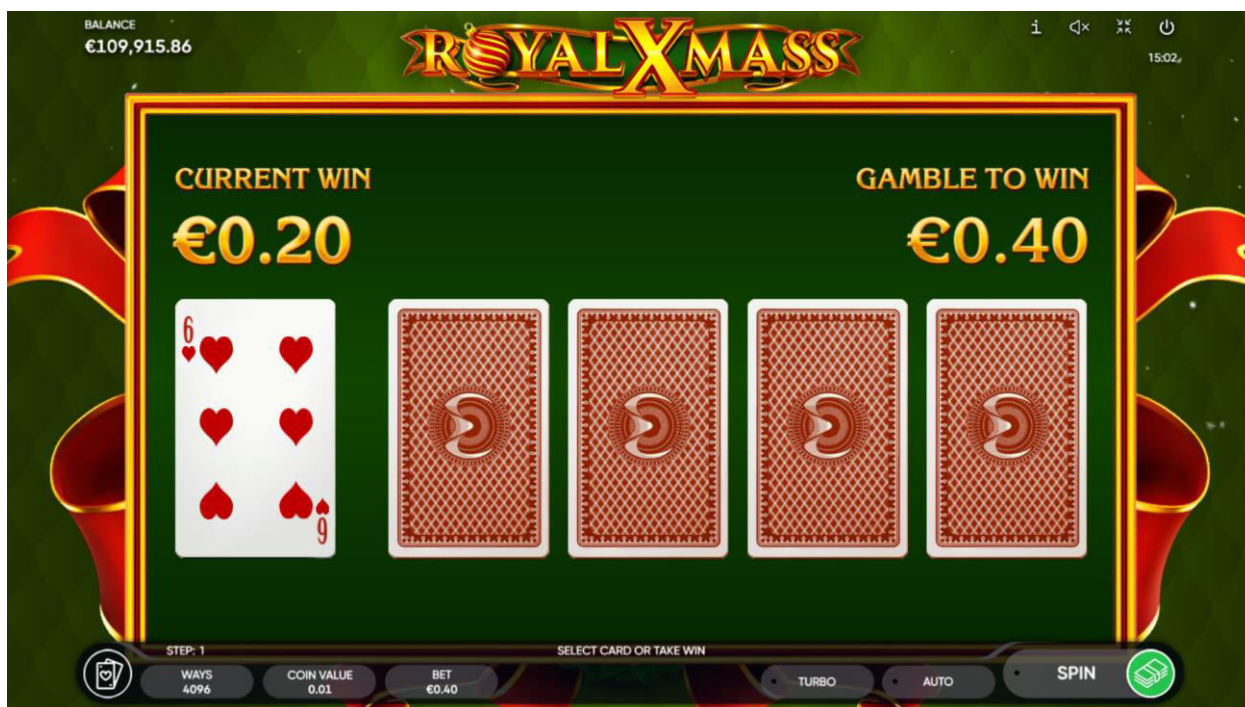 BALANCE
€109,915.86
ROYAL XMASS
15:02
CURRENT WIN
€0.20
GAMBLE TO WIN
€0.40
6
6
STEP: 1
SELECT CARD OR TAKE WIN
WAYS
4096
COIN VALUE
0.01
BET
€0.40
TURBO
AUTO
SPIN